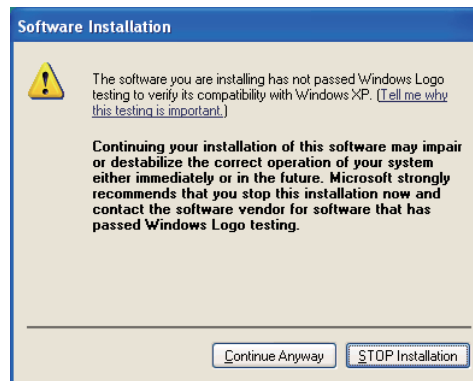 Software Installation
The software you are installing has not passed Windows Logo
testing to verify its compatibility with Windows XP. (Tell me why
this testing is important.)
Continuing your installation of this software may impair
or destabilize the correct operation of your system
either immediately or in the future. Microsoft strongly
recommends that you stop this installation now and
contact the software vendor for software that has
passed Windows Logo testing.
Continue Anyway STOP Installation